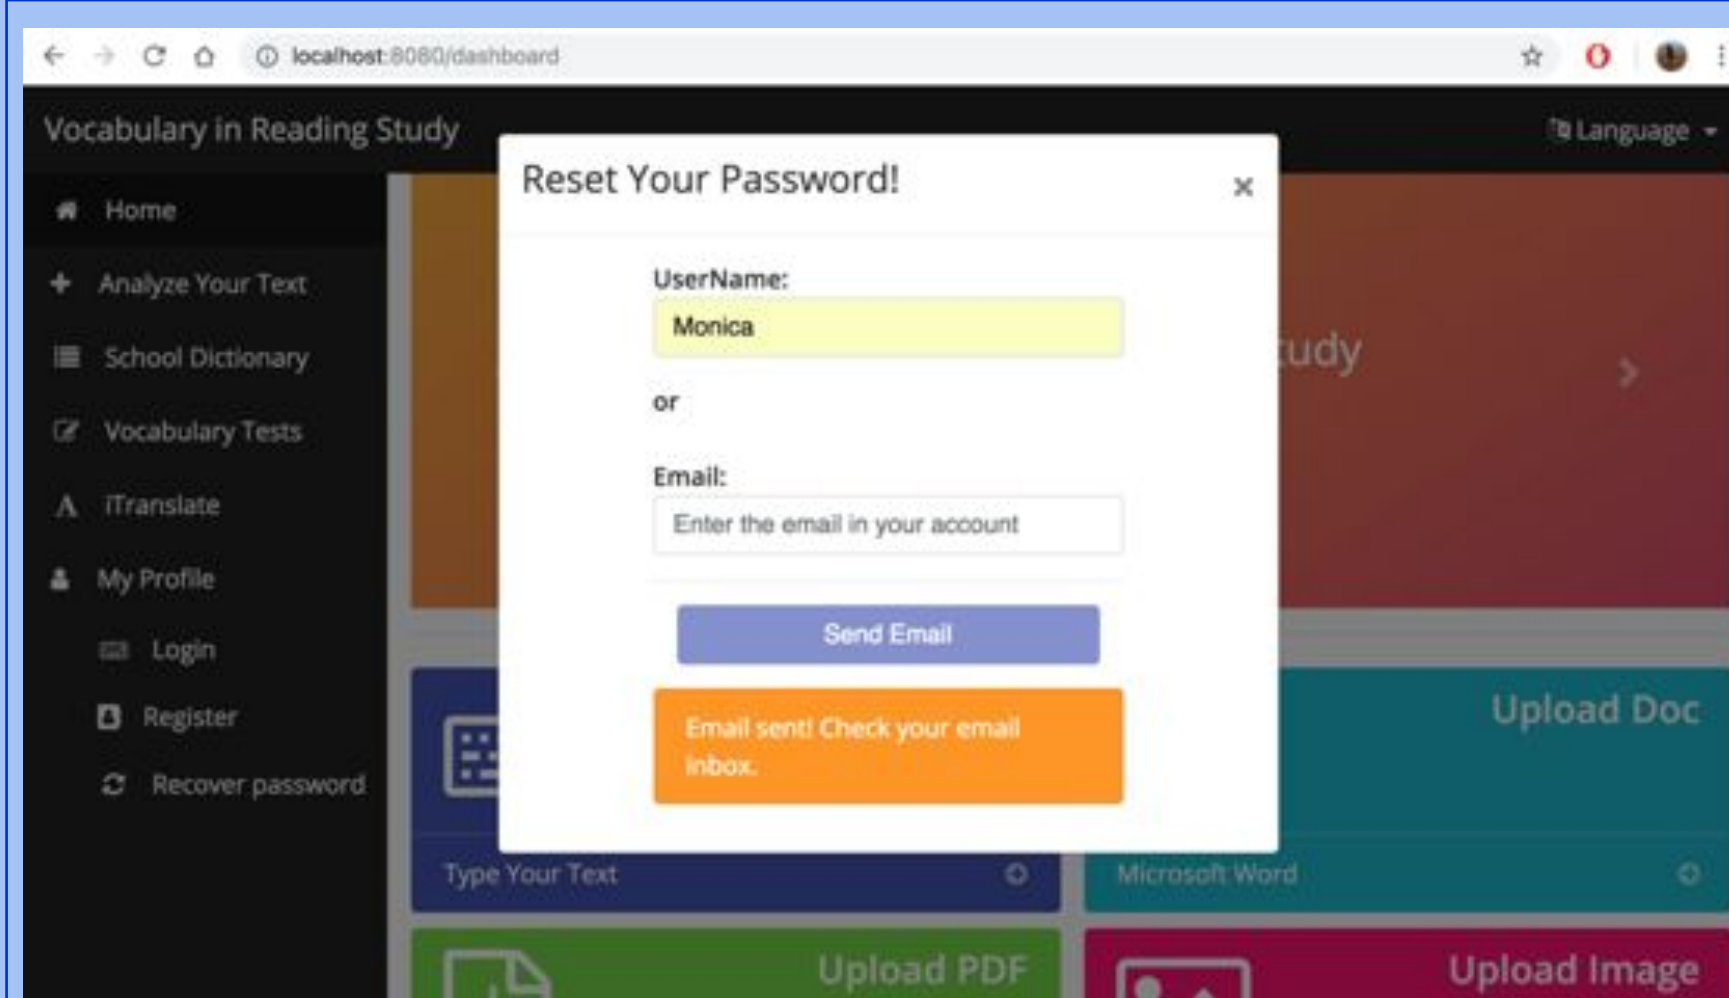 localhost:8080/dashboard
Vocabulary in Reading Study
Language
Home
Analyze Your Text
School Dictionary
Vocabulary Tests
iTranslate
My Profile
Login
Register
Recover password
Reset Your Password!
×
UserName:
Monica
or
Email:
Enter the email in your account
Send Email
Email sent! Check your email
inbox.
tudy
Type Your Text
Upload Doc
Microsoft Word
Upload PDF
Upload Image